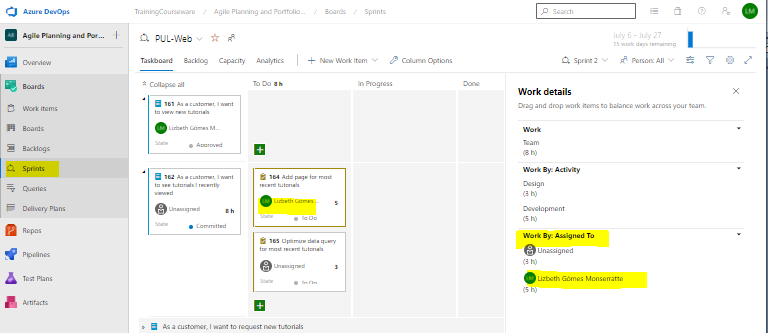 Azure DevOps
TrainingCourseware / Agile Planning and Portfolio... / Boards / Sprints
Search
LM
AB Agile Planning and Por...
Overview
Boards
Work items
Boards
Backlogs
Sprints
Queries
Delivery Plans
Repos
Pipelines
Test Plans
Artifacts
PUL-Web
July 6 - July 27
15 work days remaining
Taskboard Backlog Capacity Analytics
New Work Item
Column Options
Sprint 2
Person: All
Collapse all
To Do 8 h
In Progress
Done
161 As a customer, I want
to view new tutorials
LM Lizbeth Gómes M...
State Approved
162 As a customer, I want
to see tutorials I recently
viewed
Unassigned 8 h
State Committed
164 Add page for most
recent tutorials
LM Lizbeth Gómes ... 5
State To Do
165 Optimize data query
for most recent tutorials
Unassigned 3
State To Do
As a customer, I want to request new tutorials
Work details
Drag and drop work items to balance work across your team.
Work
Team
(8 h)
Work By: Activity
Design
(3 h)
Development
(5 h)
Work By: Assigned To
Unassigned
(3 h)
LM Lizbeth Gómes Monserratte
(5 h)